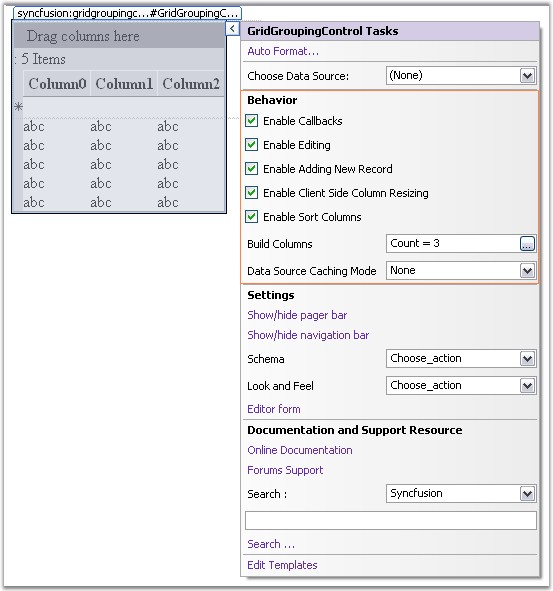 syncfusion:gridgroupingc...#GridGroupingC...
Drag columns here
: 5 Items
Column0 Column1 Column2
*
abc abc abc
abc abc abc
abc abc abc
abc abc abc
abc abc abc
GridGroupingControl Tasks
Auto Format...
Choose Data Source: (None)
Behavior
Enable Callbacks
Enable Editing
Enable Adding New Record
Enable Client Side Column Resizing
Enable Sort Columns
Build Columns Count = 3 ...
Data Source Caching Mode None
Settings
Show/hide pager bar
Show/hide navigation bar
Schema Choose_action
Look and Feel Choose_action
Editor form
Documentation and Support Resource
Online Documentation
Forums Support
Search : Syncfusion
Search ...
Edit Templates